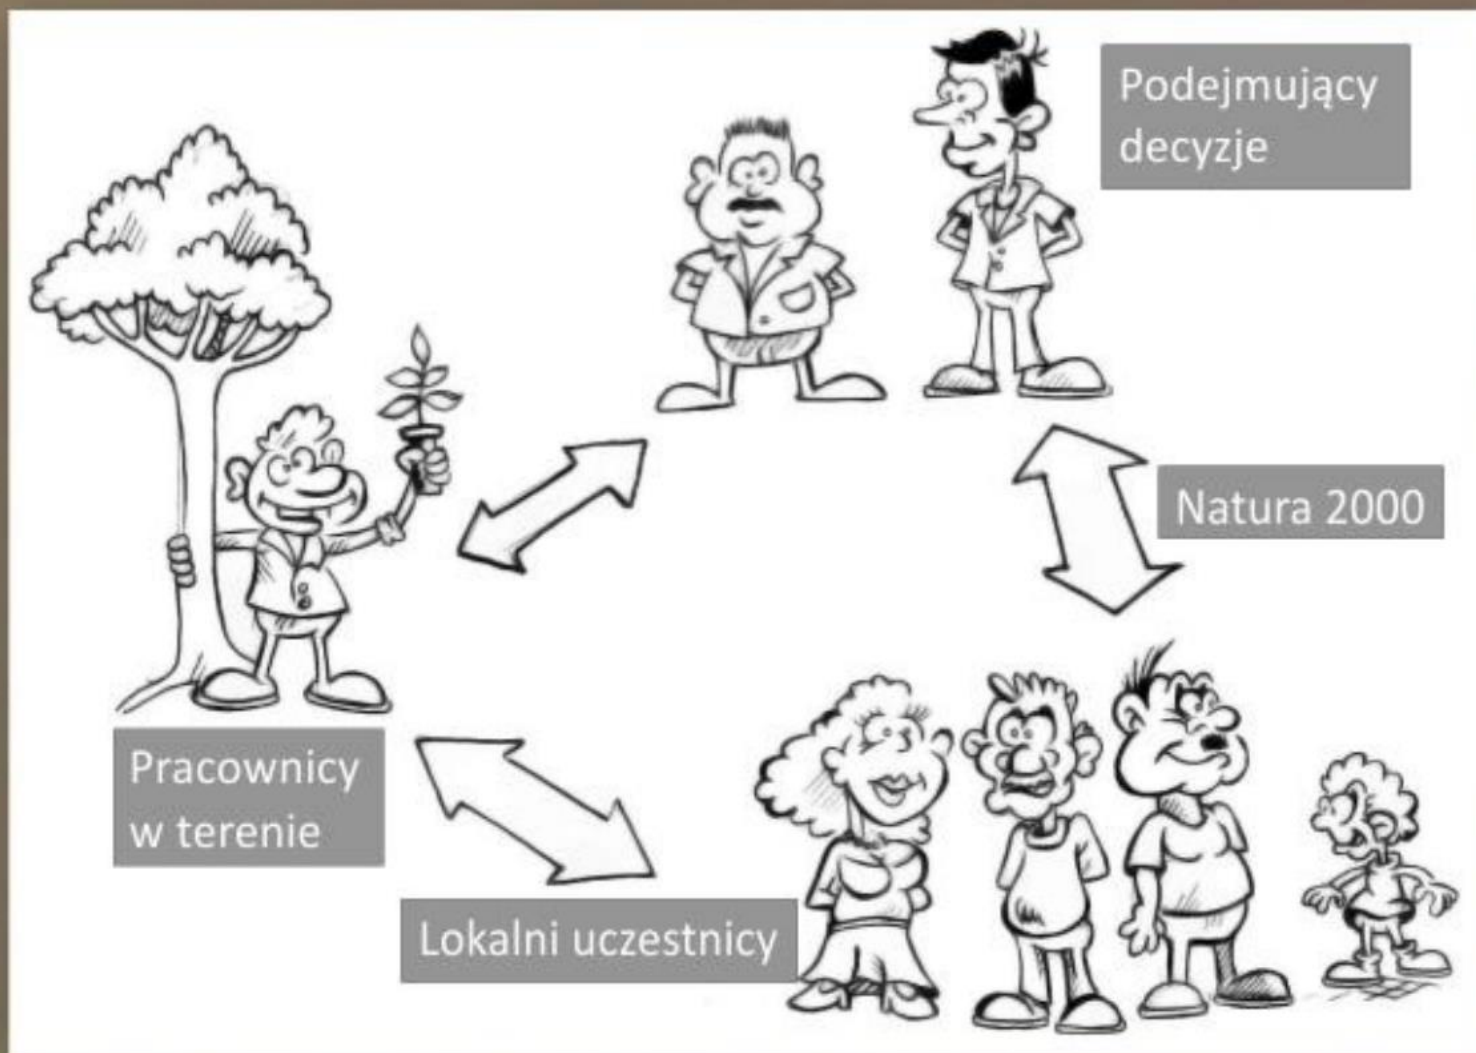 Podejmujący
decyzje
Natura 2000
Pracownicy
w terenie
Lokalni uczestnicy